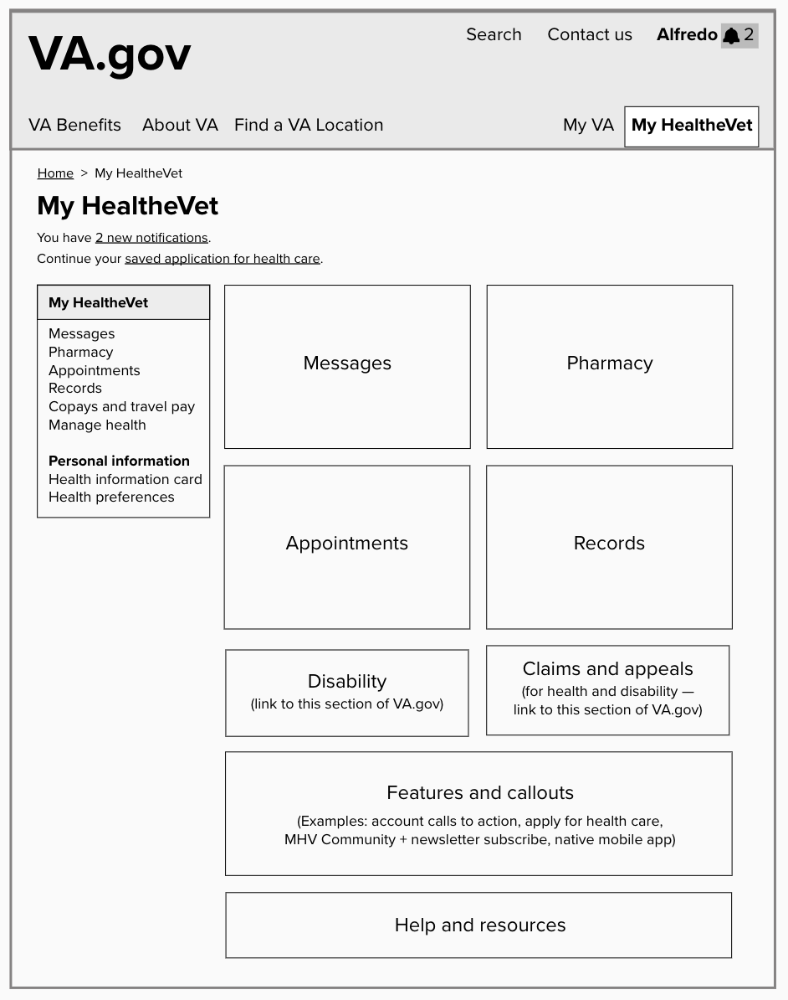 VA.gov
Search
Contact us
Alfredo
2
VA Benefits
About VA
Find a VA Location
My VA
My HealtheVet
Home > My HealtheVet
My HealtheVet
You have 2 new notifications.
Continue your saved application for health care.
My HealtheVet
Messages
Pharmacy
Appointments
Records
Copays and travel pay
Manage health
Personal information
Health information card
Health preferences
Messages
Pharmacy
Appointments
Records
Disability
(link to this section of VA.gov)
Claims and appeals
(for health and disability —
link to this section of VA.gov)
Features and callouts
(Examples: account calls to action, apply for health care,
MHV Community + newsletter subscribe, native mobile app)
Help and resources